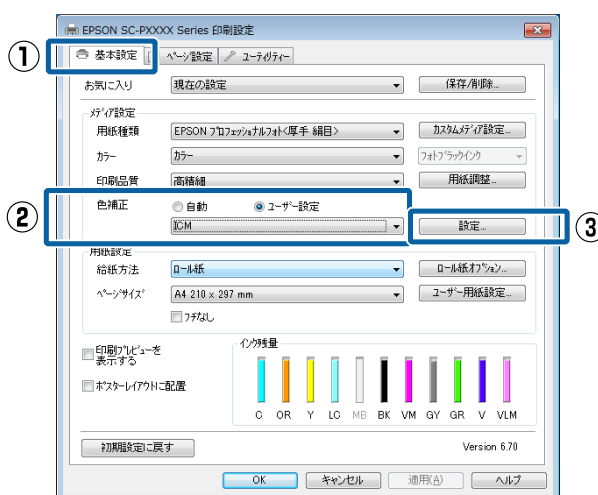 EPSON SC-PXXXX Series 印刷設定
① 基本設定 ページ設定 ユーティリティー
お気に入り 現在の設定 保存/削除...
メディア設定
用紙種類 EPSON プロフェッショナルフォト<厚手 絹目> カスタムメディア設定...
カラー カラー フォトブラックインク
印刷品質 高精細 用紙調整...
② 色補正 自動 ユーザー設定
ICM 設定... ③
用紙設定
給紙方法 ロール紙 ロール紙オプション...
ページサイズ A4 210 x 297 mm ユーザー用紙設定...
フチなし
印刷プレビューを
表示する
インク残量
ポスターレイアウトに配置
C OR Y LC MB BK VM GY GR V VLM
初期設定に戻す Version 6.70
OK キャンセル 適用(A) ヘルプ